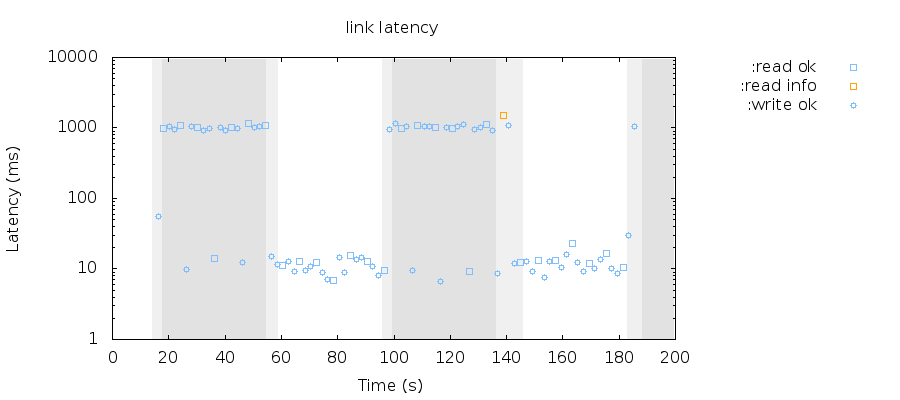 link latency
10000
1000
100
10
1
Latency (ms)
0 20 40 60 80 100 120 140 160 180 200
Time (s)
:read ok
:read info
:write ok